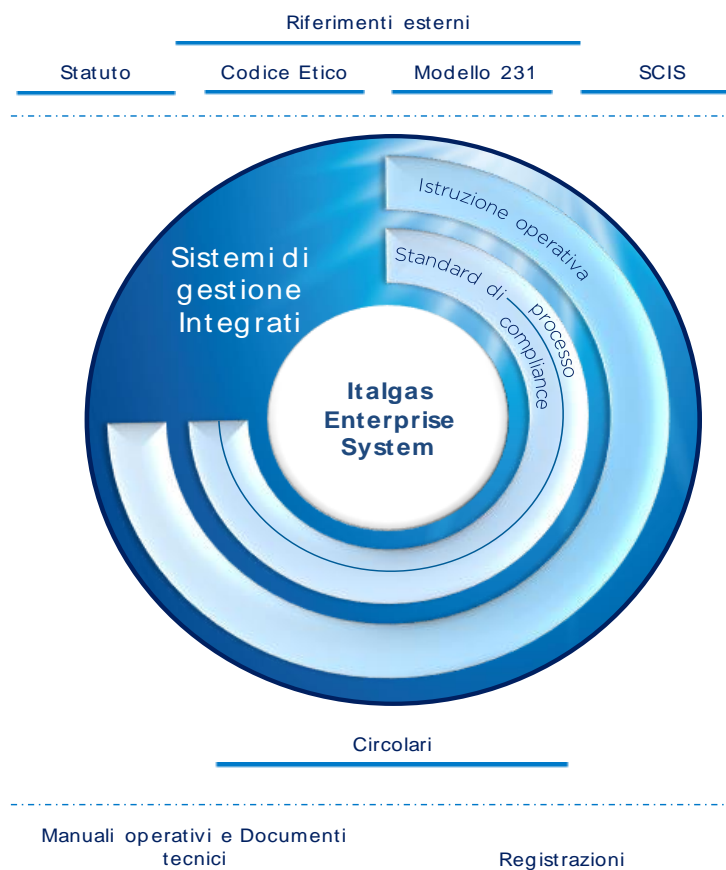 Riferimenti esterni
Statuto
Codice Etico
Modello 231
SCIS
Istruzione operativa
Standard di
processo
compliance
Sistemi di
gestione
Integrati
Italgas
Enterprise
System
Circolari
Manuali operativi e Documenti
tecnici
Registrazioni